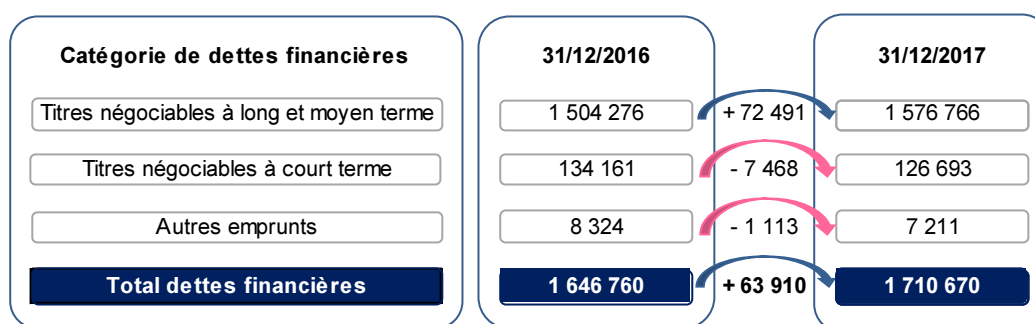 Catégorie de dettes financières 31/12/2016 31/12/2017
Titres négociables à long et moyen terme 1 504 276 + 72 491 1 576 766
Titres négociables à court terme 134 161 - 7 468 126 693
Autres emprunts 8 324 - 1 113 7 211
Total dettes financières 1 646 760 + 63 910 1 710 670